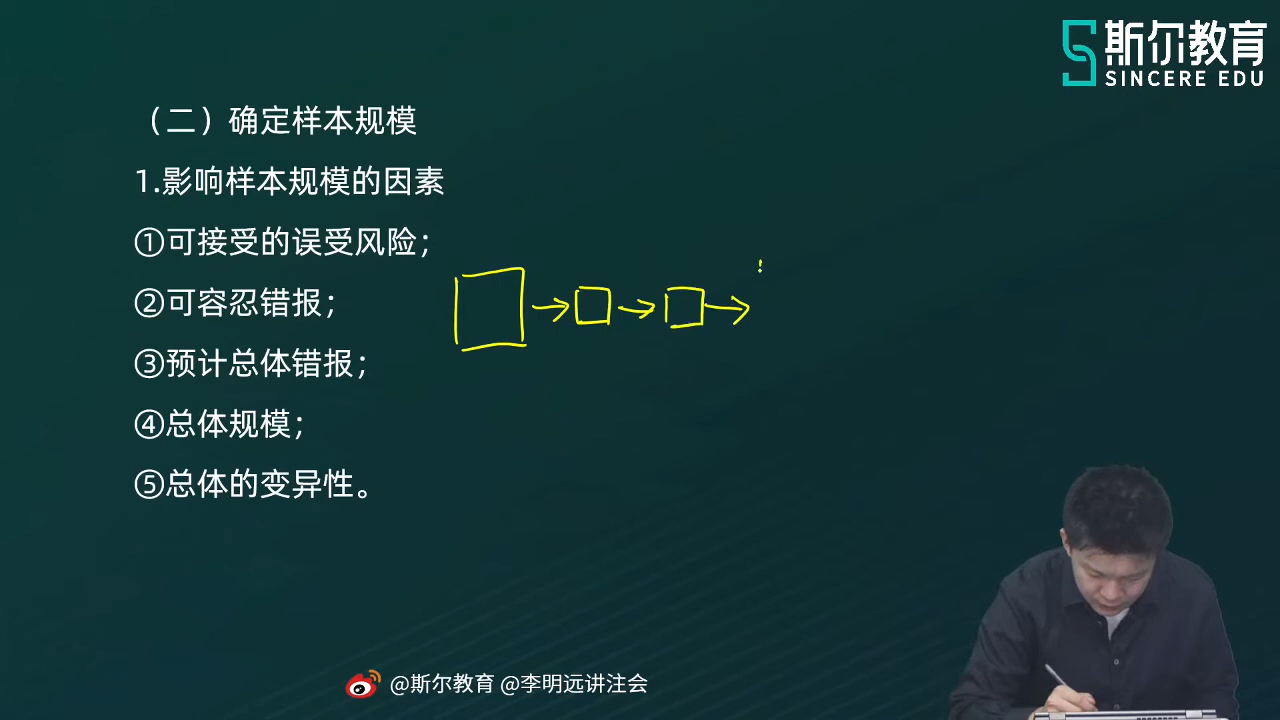 斯尔教育
SINCERE EDU
（二）确定样本规模
1.影响样本规模的因素
①可接受的误受风险；
②可容忍错报；
③预计总体错报；
④总体规模；
⑤总体的变异性。
@斯尔教育 @李明远讲注会